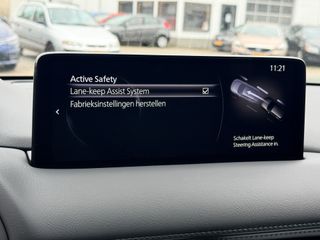 11:21
Active Safety
Lane-keep Assist System
Fabrieksinstellingen herstellen
Schakelt Lane-keep
Steering Assistance in.